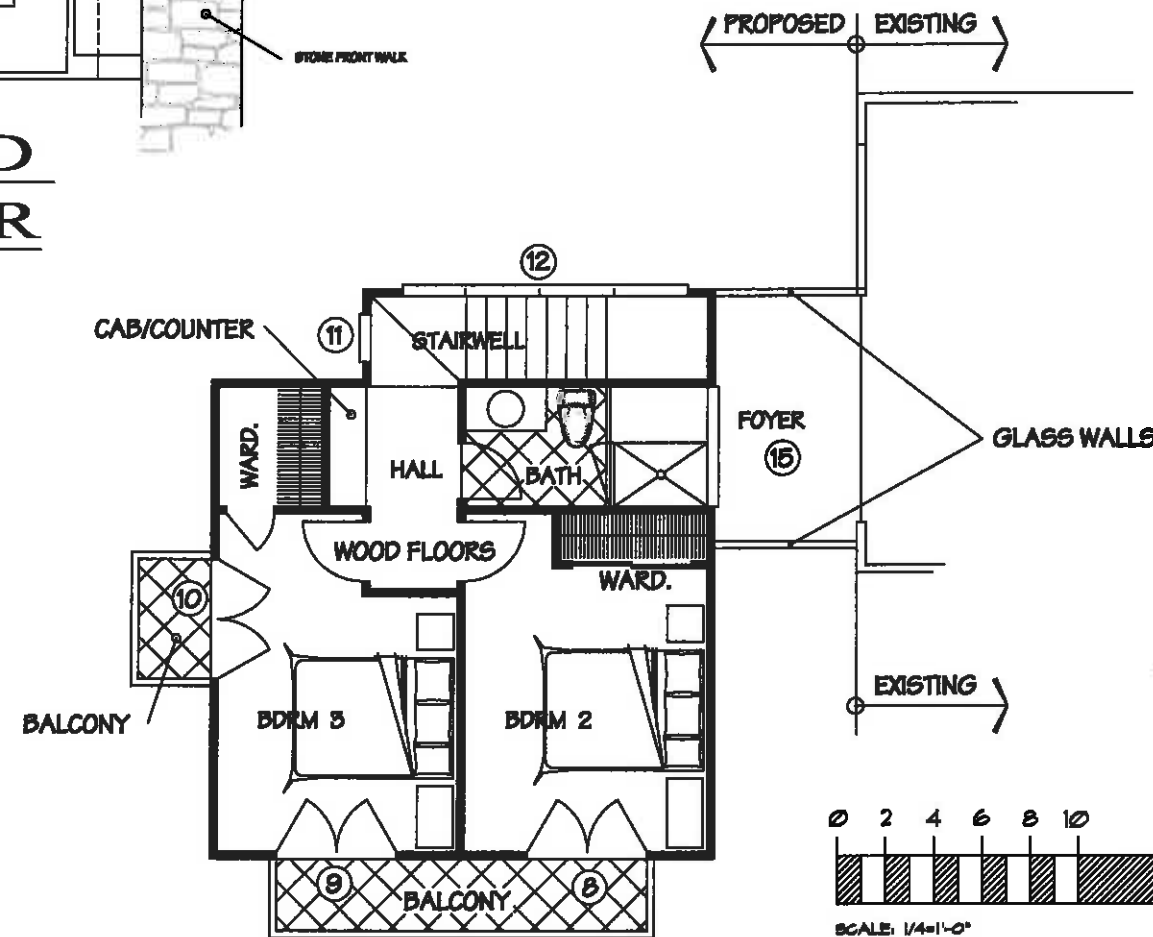 STONE FRONT WALK
PROPOSED EXISTING
D
R
12
CAB/COUNTER
11
STAIRWELL
WARD.
HALL
BATH
FOYER
15
GLASS WALLS
WOOD FLOORS
WARD.
10
BALCONY
BDRM 3
BDRM 2
EXISTING
9
BALCONY
8
0 2 4 6 8 10
SCALE: 1/4=1'-0"